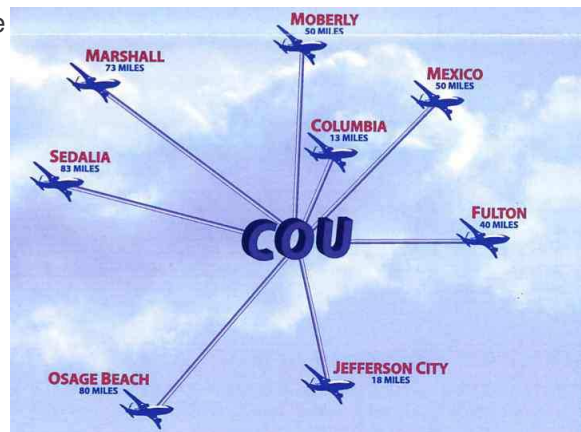 e
MOBERLY
50 MILES
MARSHALL
73 MILES
MEXICO
50 MILES
COLUMBIA
13 MILES
SEDALIA
83 MILES
FULTON
40 MILES
COU
JEFFERSON CITY
18 MILES
OSAGE BEACH
80 MILES